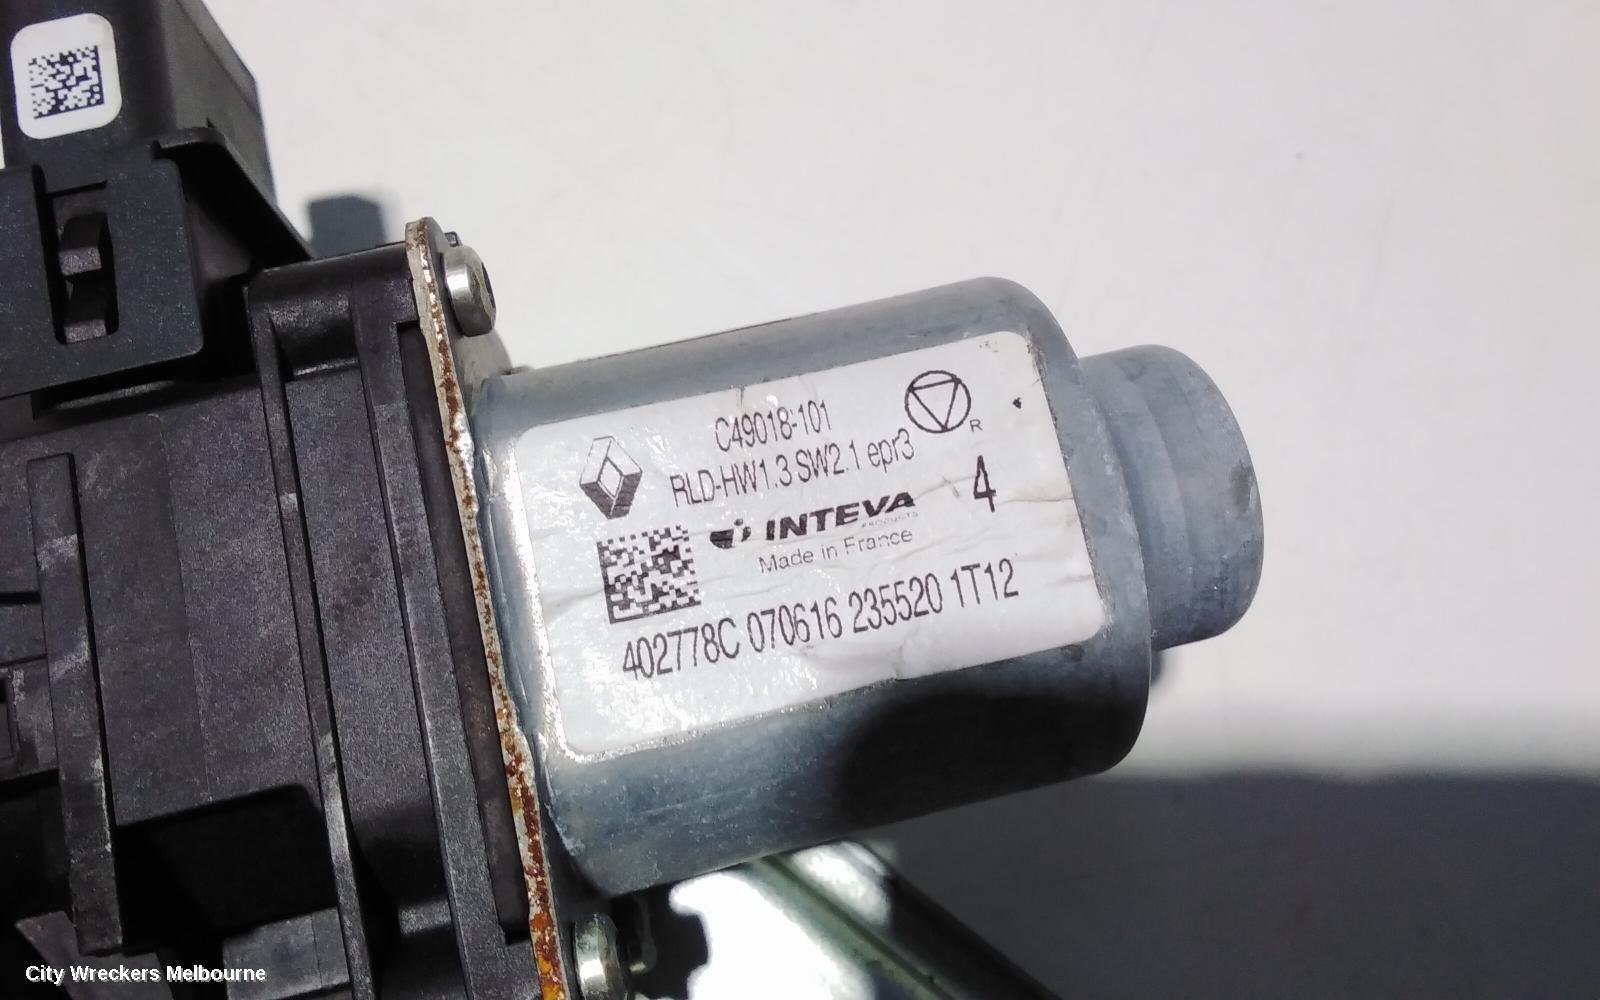 C49018-101
RLD-HW1.3 SW2.1 epr3
R
INTEVA
PRODUCTS
4
Made in France
402778C 070616 235520 1T12
City Wreckers Melbourne